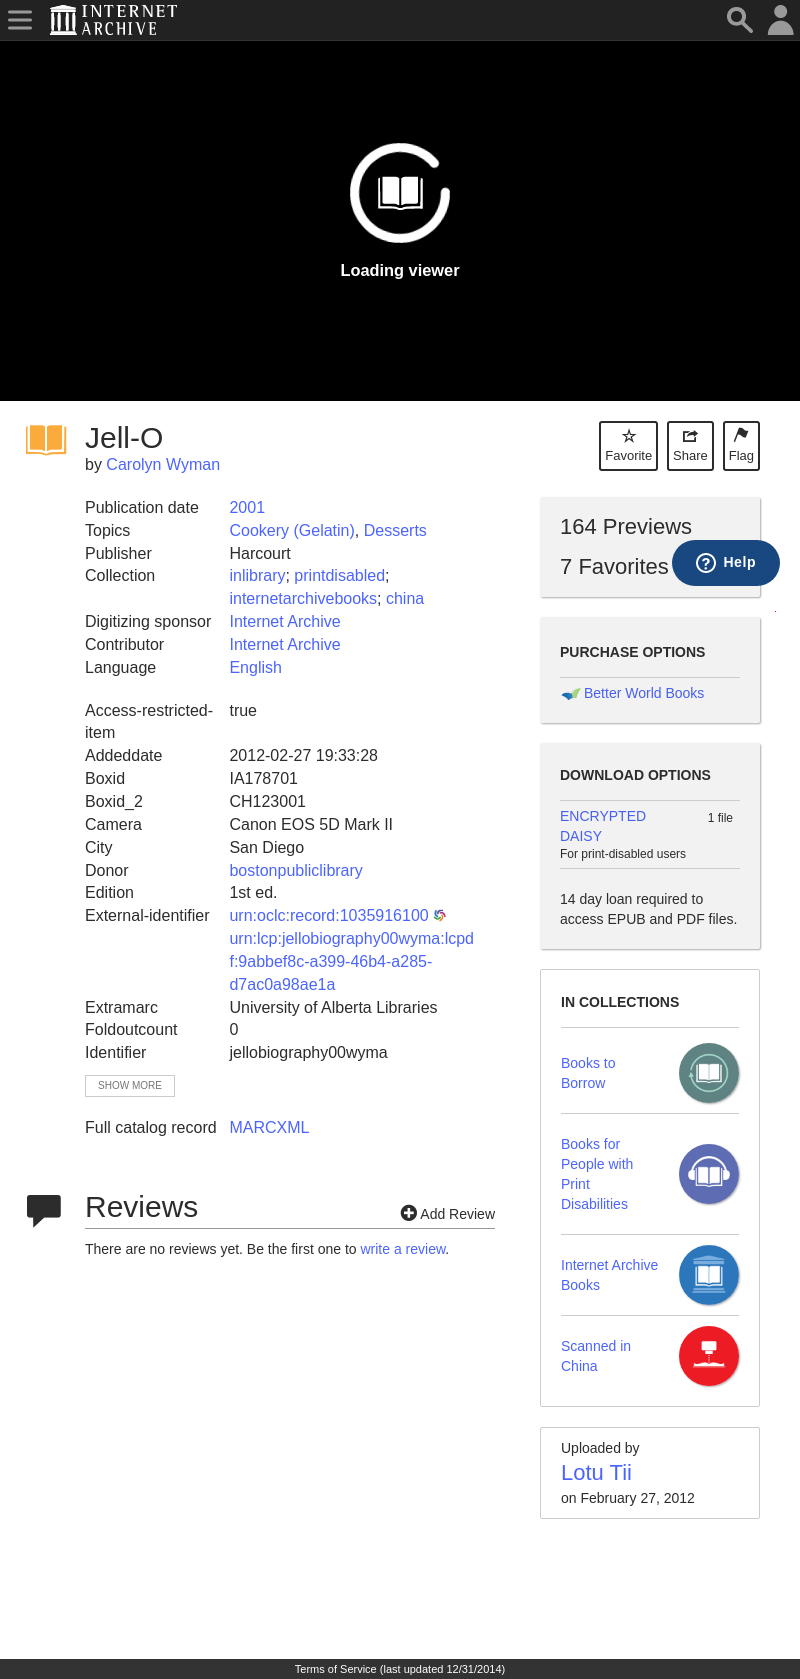 INTERNET
ARCHIVE
Loading viewer
Jell-O
by Carolyn Wyman
Favorite
Share
Flag
Publication date 2001
Topics Cookery (Gelatin), Desserts
Publisher Harcourt
Collection inlibrary; printdisabled;
internetarchivebooks; china
Digitizing sponsor Internet Archive
Contributor Internet Archive
Language English
Access-restricted- true
item
Addeddate 2012-02-27 19:33:28
Boxid IA178701
Boxid_2 CH123001
Camera Canon EOS 5D Mark II
City San Diego
Donor bostonpubliclibrary
Edition 1st ed.
External-identifier urn:oclc:record:1035916100
urn:lcp:jellobiography00wyma:lcpd
f:9abbef8c-a399-46b4-a285-
d7ac0a98ae1a
Extramarc University of Alberta Libraries
Foldoutcount 0
Identifier jellobiography00wyma
SHOW MORE
Full catalog record MARCXML
Reviews
Add Review
There are no reviews yet. Be the first one to write a review.
164 Previews
7 Favorites
Help
PURCHASE OPTIONS
Better World Books
DOWNLOAD OPTIONS
ENCRYPTED 1 file
DAISY
For print-disabled users
14 day loan required to
access EPUB and PDF files.
IN COLLECTIONS
Books to
Borrow
Books for
People with
Print
Disabilities
Internet Archive
Books
Scanned in
China
Uploaded by
Lotu Tii
on February 27, 2012
Terms of Service (last updated 12/31/2014)